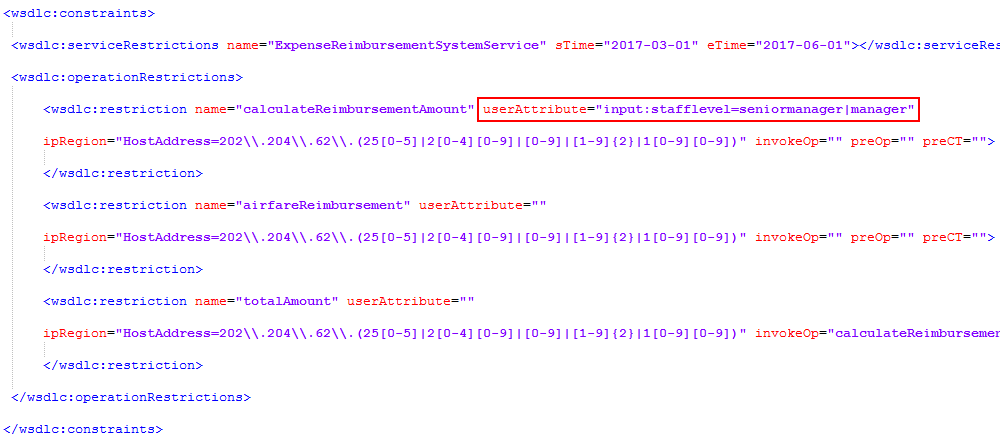 <wsdlc:constraints>
<wsdlc:serviceRestrictions name="ExpenseReimbursementSystemService" sTime="2017-03-01" eTime="2017-06-01"></wsdlc:serviceRes
<wsdlc:operationRestrictions>
<wsdlc:restriction name="calculateReimbursementAmount" userAttribute="input:stafflevel=seniormanager|manager"
ipRegion="HostAddress=202\\.204\\.62\\.(25[0-5]|2[0-4][0-9]|[0-9]|[1-9]{2}|1[0-9][0-9])" invokeOp="" preOp="" preCT="">
</wsdlc:restriction>
<wsdlc:restriction name="airfareReimbursement" userAttribute=""
ipRegion="HostAddress=202\\.204\\.62\\.(25[0-5]|2[0-4][0-9]|[0-9]|[1-9]{2}|1[0-9][0-9])" invokeOp="" preOp="" preCT="">
</wsdlc:restriction>
<wsdlc:restriction name="totalAmount" userAttribute=""
ipRegion="HostAddress=202\\.204\\.62\\.(25[0-5]|2[0-4][0-9]|[0-9]|[1-9]{2}|1[0-9][0-9])" invokeOp="calculateReimbursemen
</wsdlc:restriction>
</wsdlc:operationRestrictions>
</wsdlc:constraints>